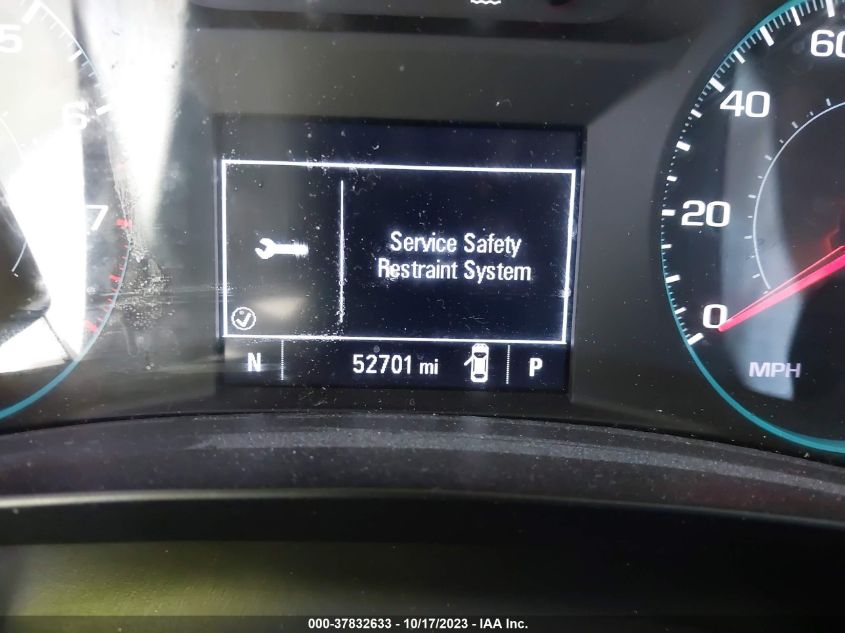 5
6
7
60
40
20
0
MPH
Service Safety
Restraint System
N 52701 mi P
000-37832633 - 10/17/2023 - IAA Inc.